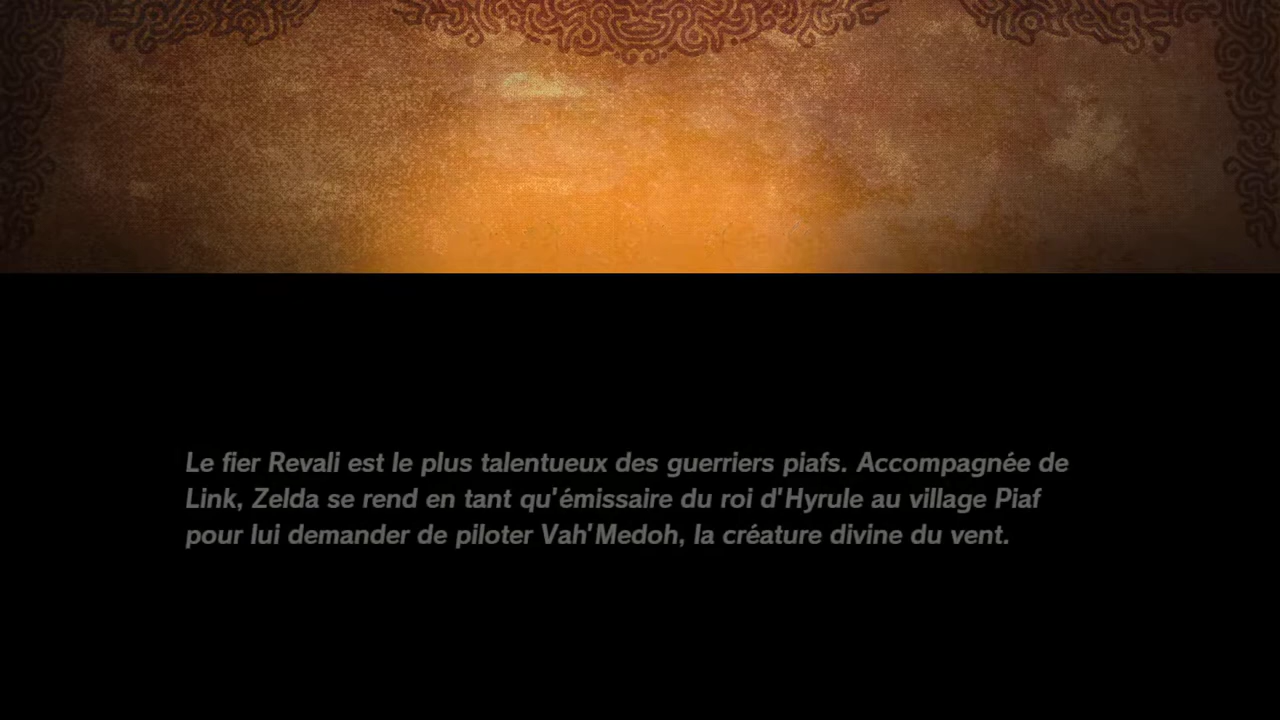 Le fier Revali est le plus talentueux des guerriers piafs. Accompagnée de
Link, Zelda se rend en tant qu'émissaire du roi d'Hyrule au village Piaf
pour lui demander de piloter Vah'Medoh, la créature divine du vent.